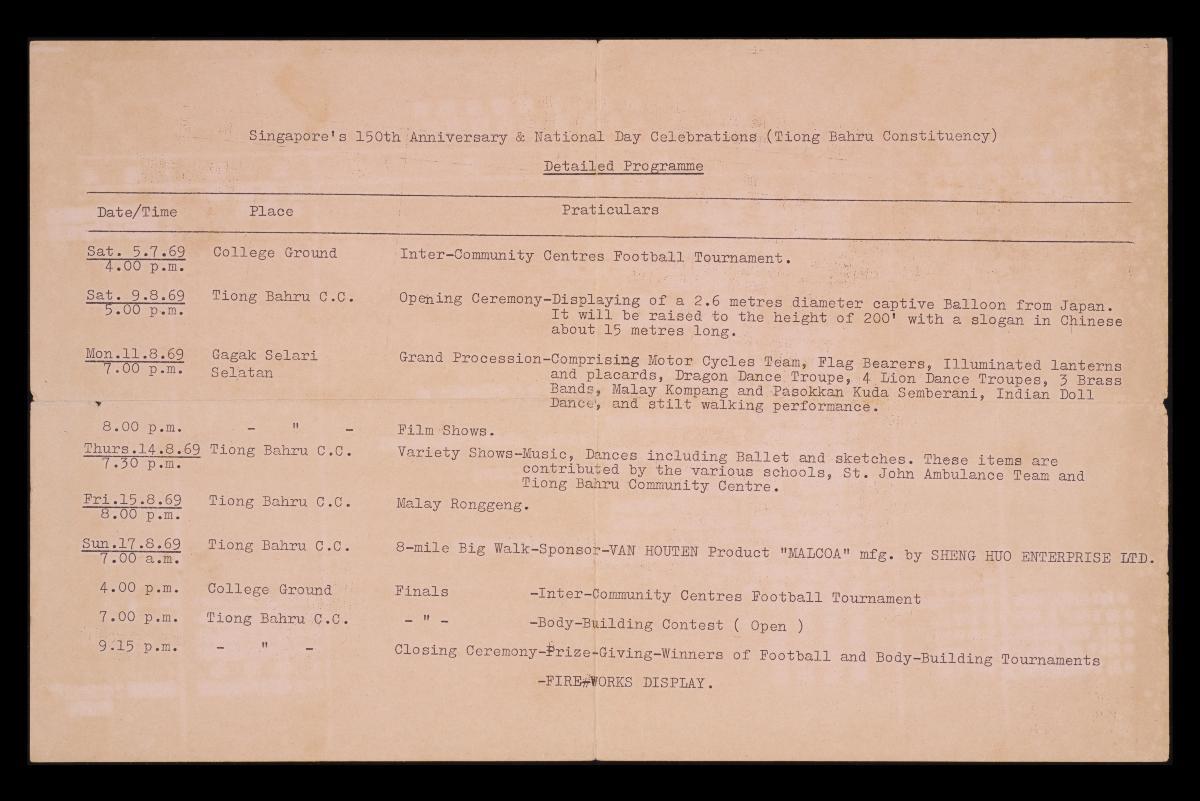 Singapore's 150th Anniversary & National Day Celebrations (Tiong Bahru Constituency)
Detailed Programme
Date/Time Place Praticulars
Sat. 5.7.69 College Ground Inter-Community Centres Football Tournament.
4.00 p.m.
Sat. 9.8.69 Tiong Bahru C.C. Opening Ceremony-Displaying of a 2.6 metres diameter captive Balloon from Japan.
5.00 p.m. It will be raised to the height of 200' with a slogan in Chinese
about 15 metres long.
Mon.11.8.69 Gagak Selari Grand Procession-Comprising Motor Cycles Team, Flag Bearers, Illuminated lanterns
7.00 p.m. Selatan and placards, Dragon Dance Troupe, 4 Lion Dance Troupes, 3 Brass
Bands, Malay Kompang and Pasokkan Kuda Semberani, Indian Doll
Dance, and stilt walking performance.
8.00 p.m. - " - Film Shows.
Thurs.14.8.69 Tiong Bahru C.C. Variety Shows-Music, Dances including Ballet and sketches. These items are
7.30 p.m. contributed by the various schools, St. John Ambulance Team and
Tiong Bahru Community Centre.
Fri.15.8.69 Tiong Bahru C.C. Malay Ronggeng.
8.00 p.m.
Sun.17.8.69 Tiong Bahru C.C. 8-mile Big Walk-Sponsor-VAN HOUTEN Product "MALCOA" mfg. by SHENG HUO ENTERPRISE LTD.
7.00 a.m.
4.00 p.m. College Ground Finals -Inter-Community Centres Football Tournament
7.00 p.m. Tiong Bahru C.C. - " - -Body-Building Contest ( Open )
9.15 p.m. - " - Closing Ceremony-Prize-Giving-Winners of Football and Body-Building Tournaments
-FIRE#WORKS DISPLAY.